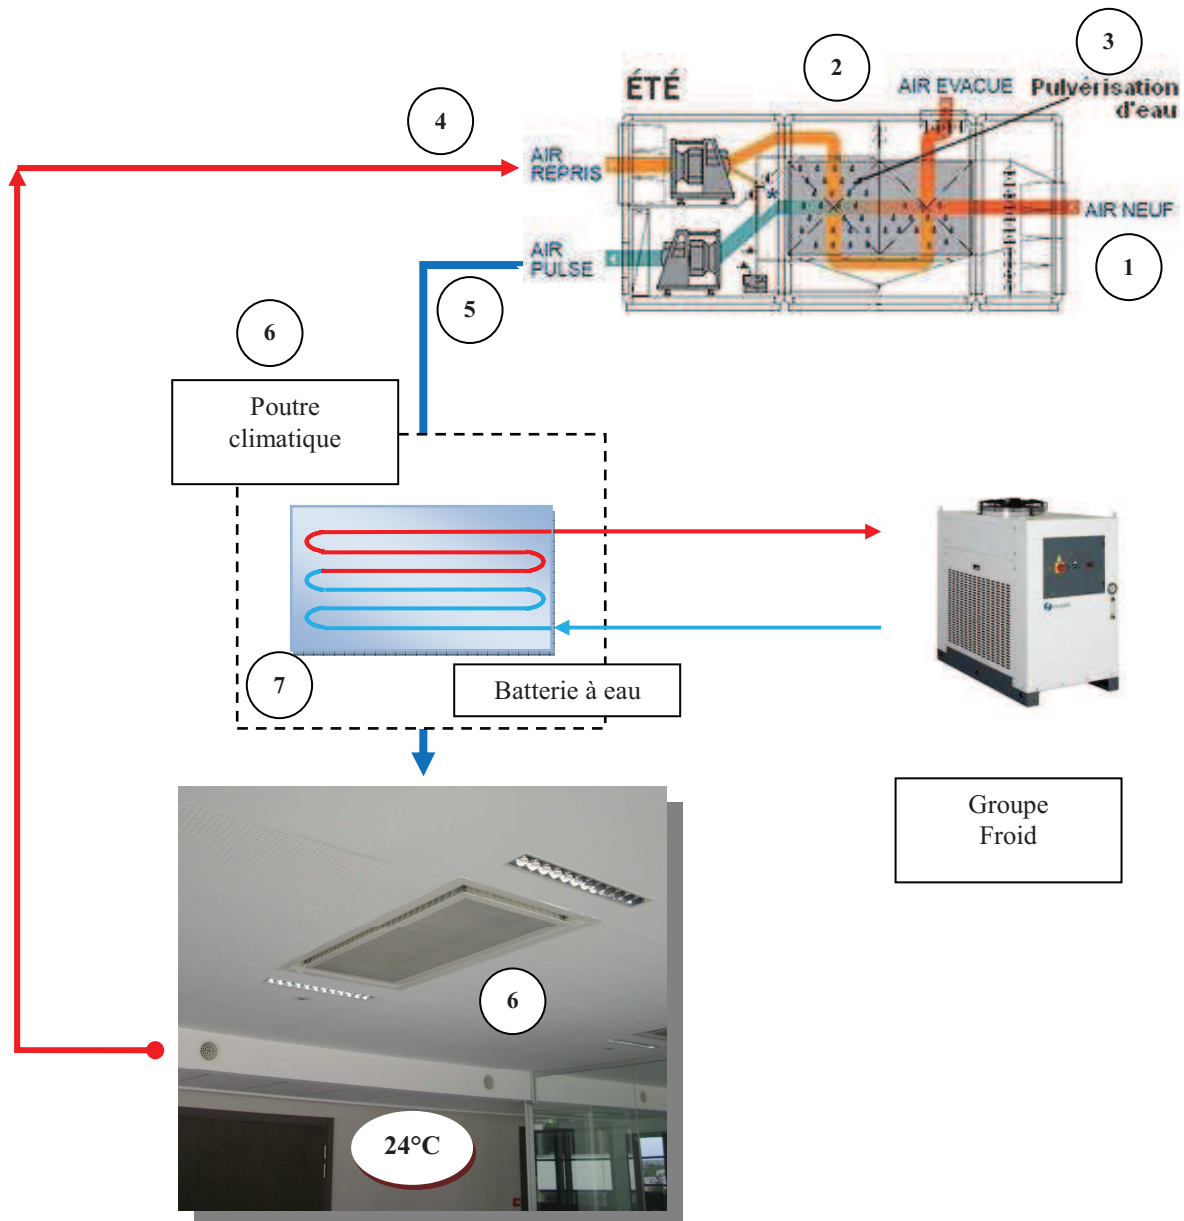 3
2
ÉTÉ
AIR EVACUE
Pulvérisation
d'eau
4
AIR
REPRIS
*
AIR NEUF
AIR
PULSE
1
5
6
Poutre
climatique
7
Batterie à eau
Groupe
Froid
6
24°C